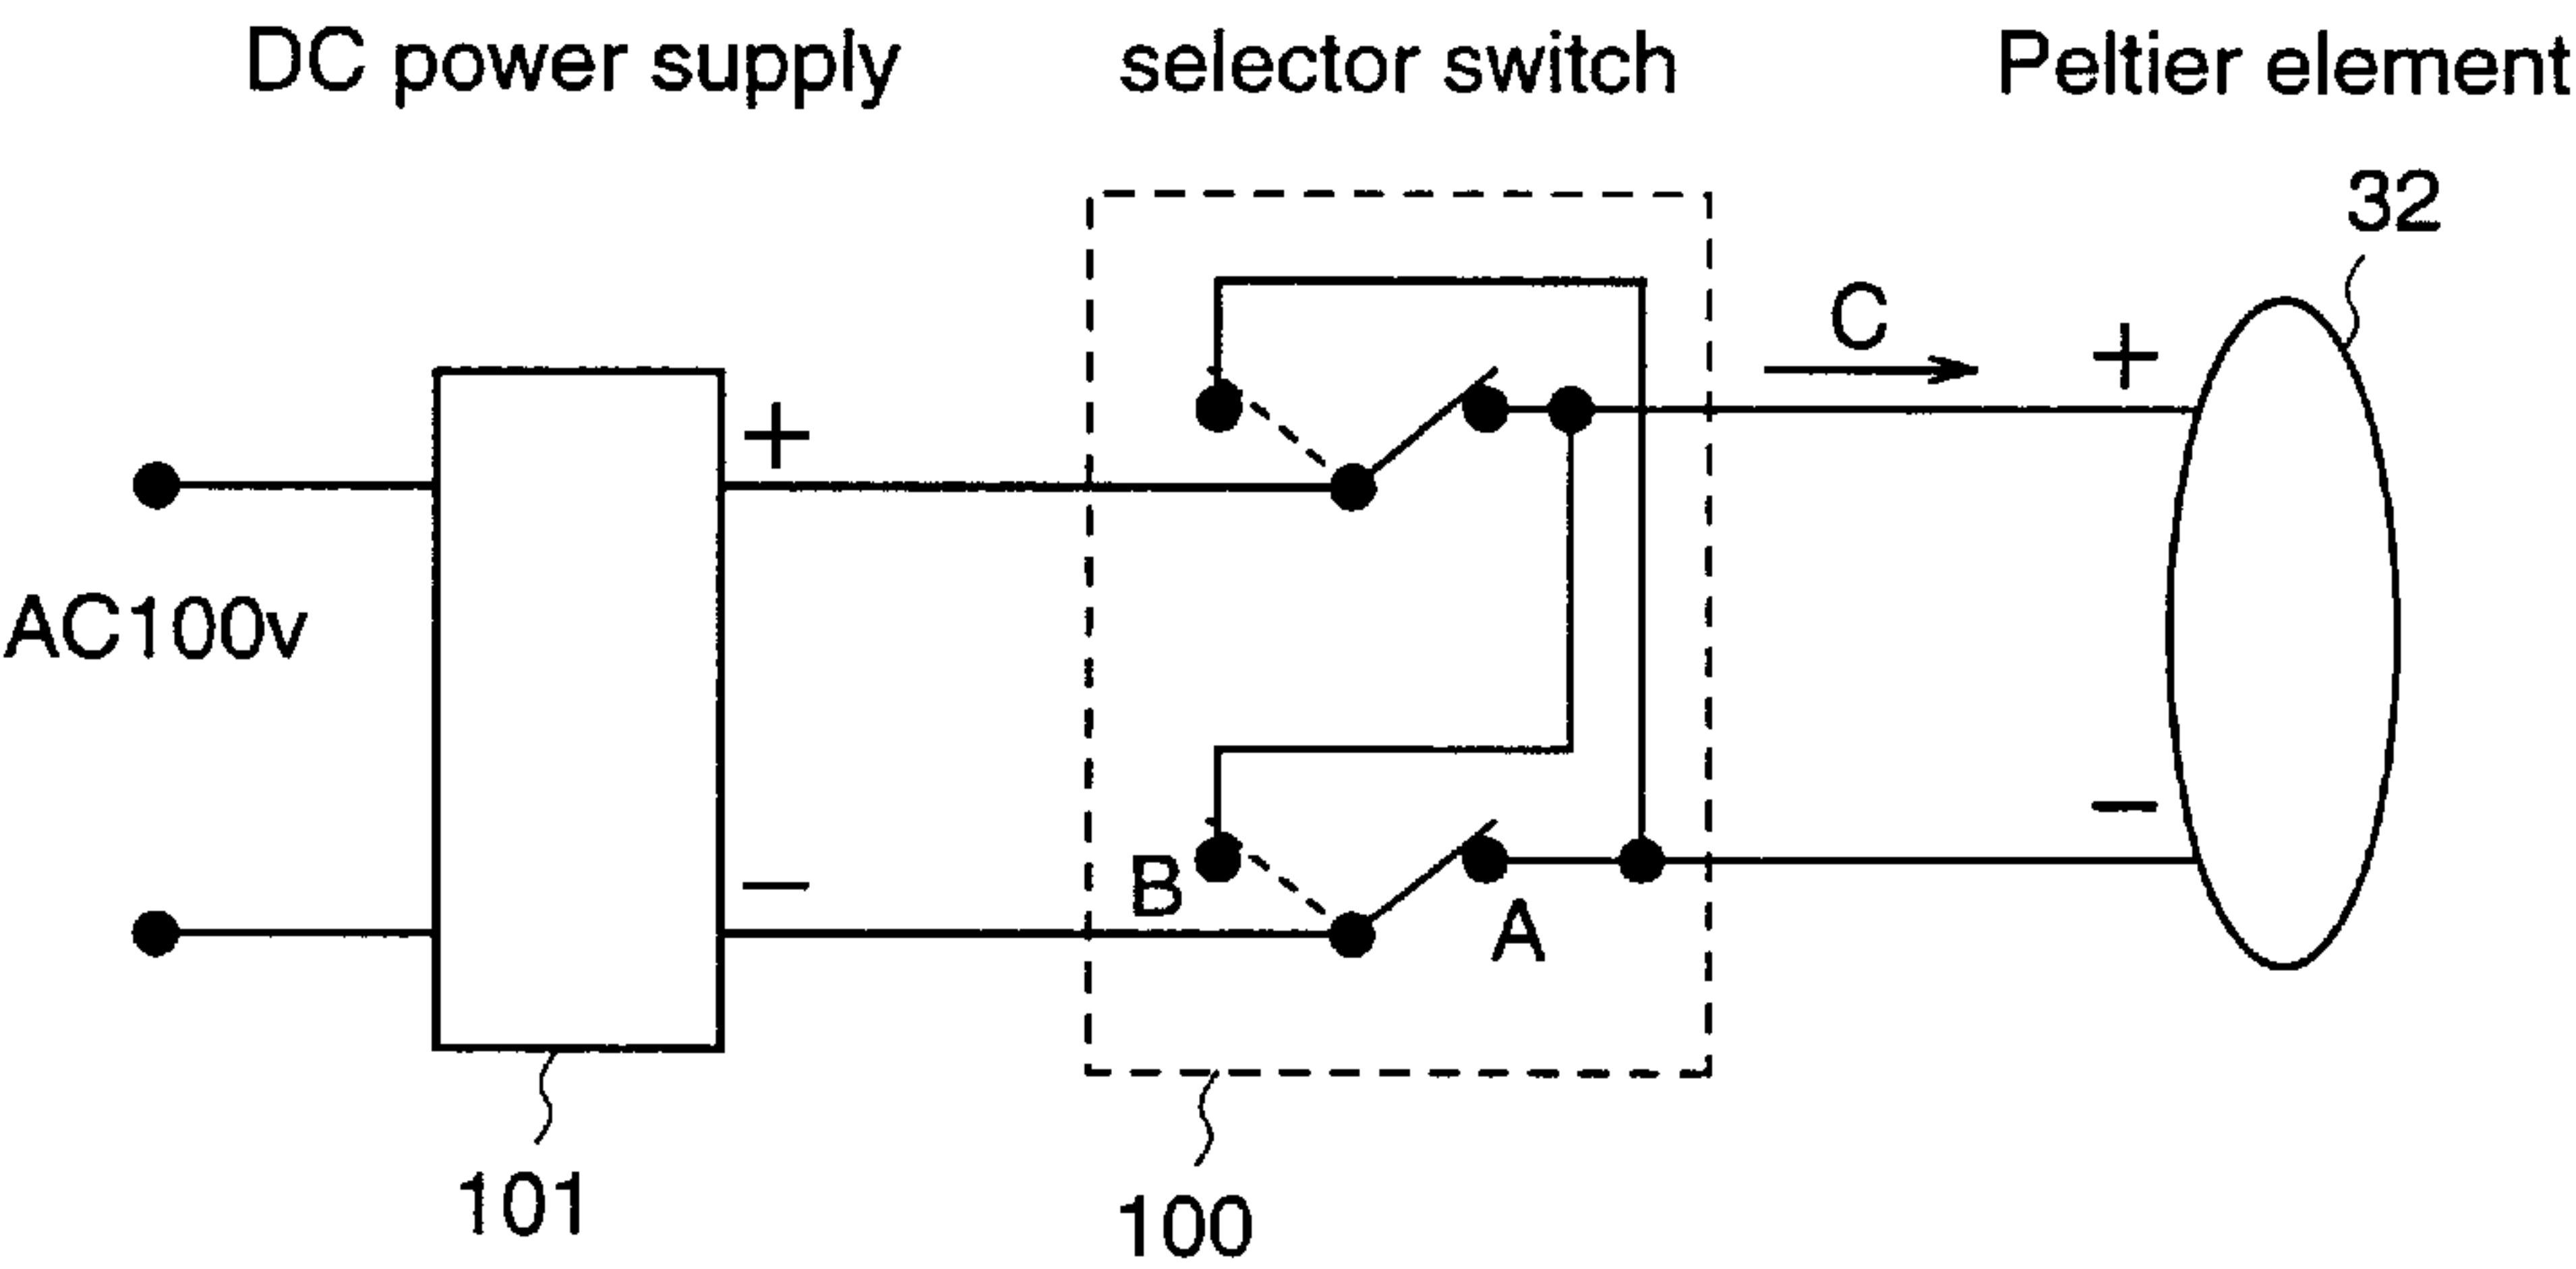 DC power supply
selector switch
Peltier element
32
C
+
+
AC100v
−
−
B
A
101
100